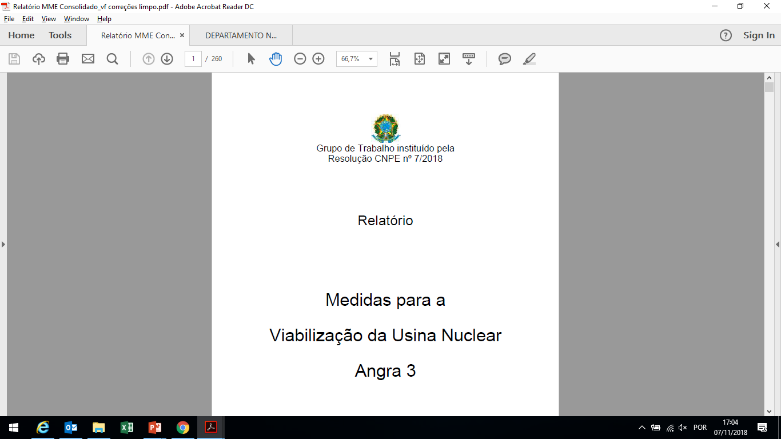 Relatório MME Consolidado_vf correções limpo.pdf - Adobe Acrobat Reader DC
File Edit View Window Help
Home Tools Relatório MME Con... × DEPARTAMENTO N... ? Sign In
1 / 260 66,7%
Grupo de Trabalho instituído pela
Resolução CNPE nº 7/2018
Relatório
Medidas para a
Viabilização da Usina Nuclear
Angra 3
POR 17:04
07/11/2018